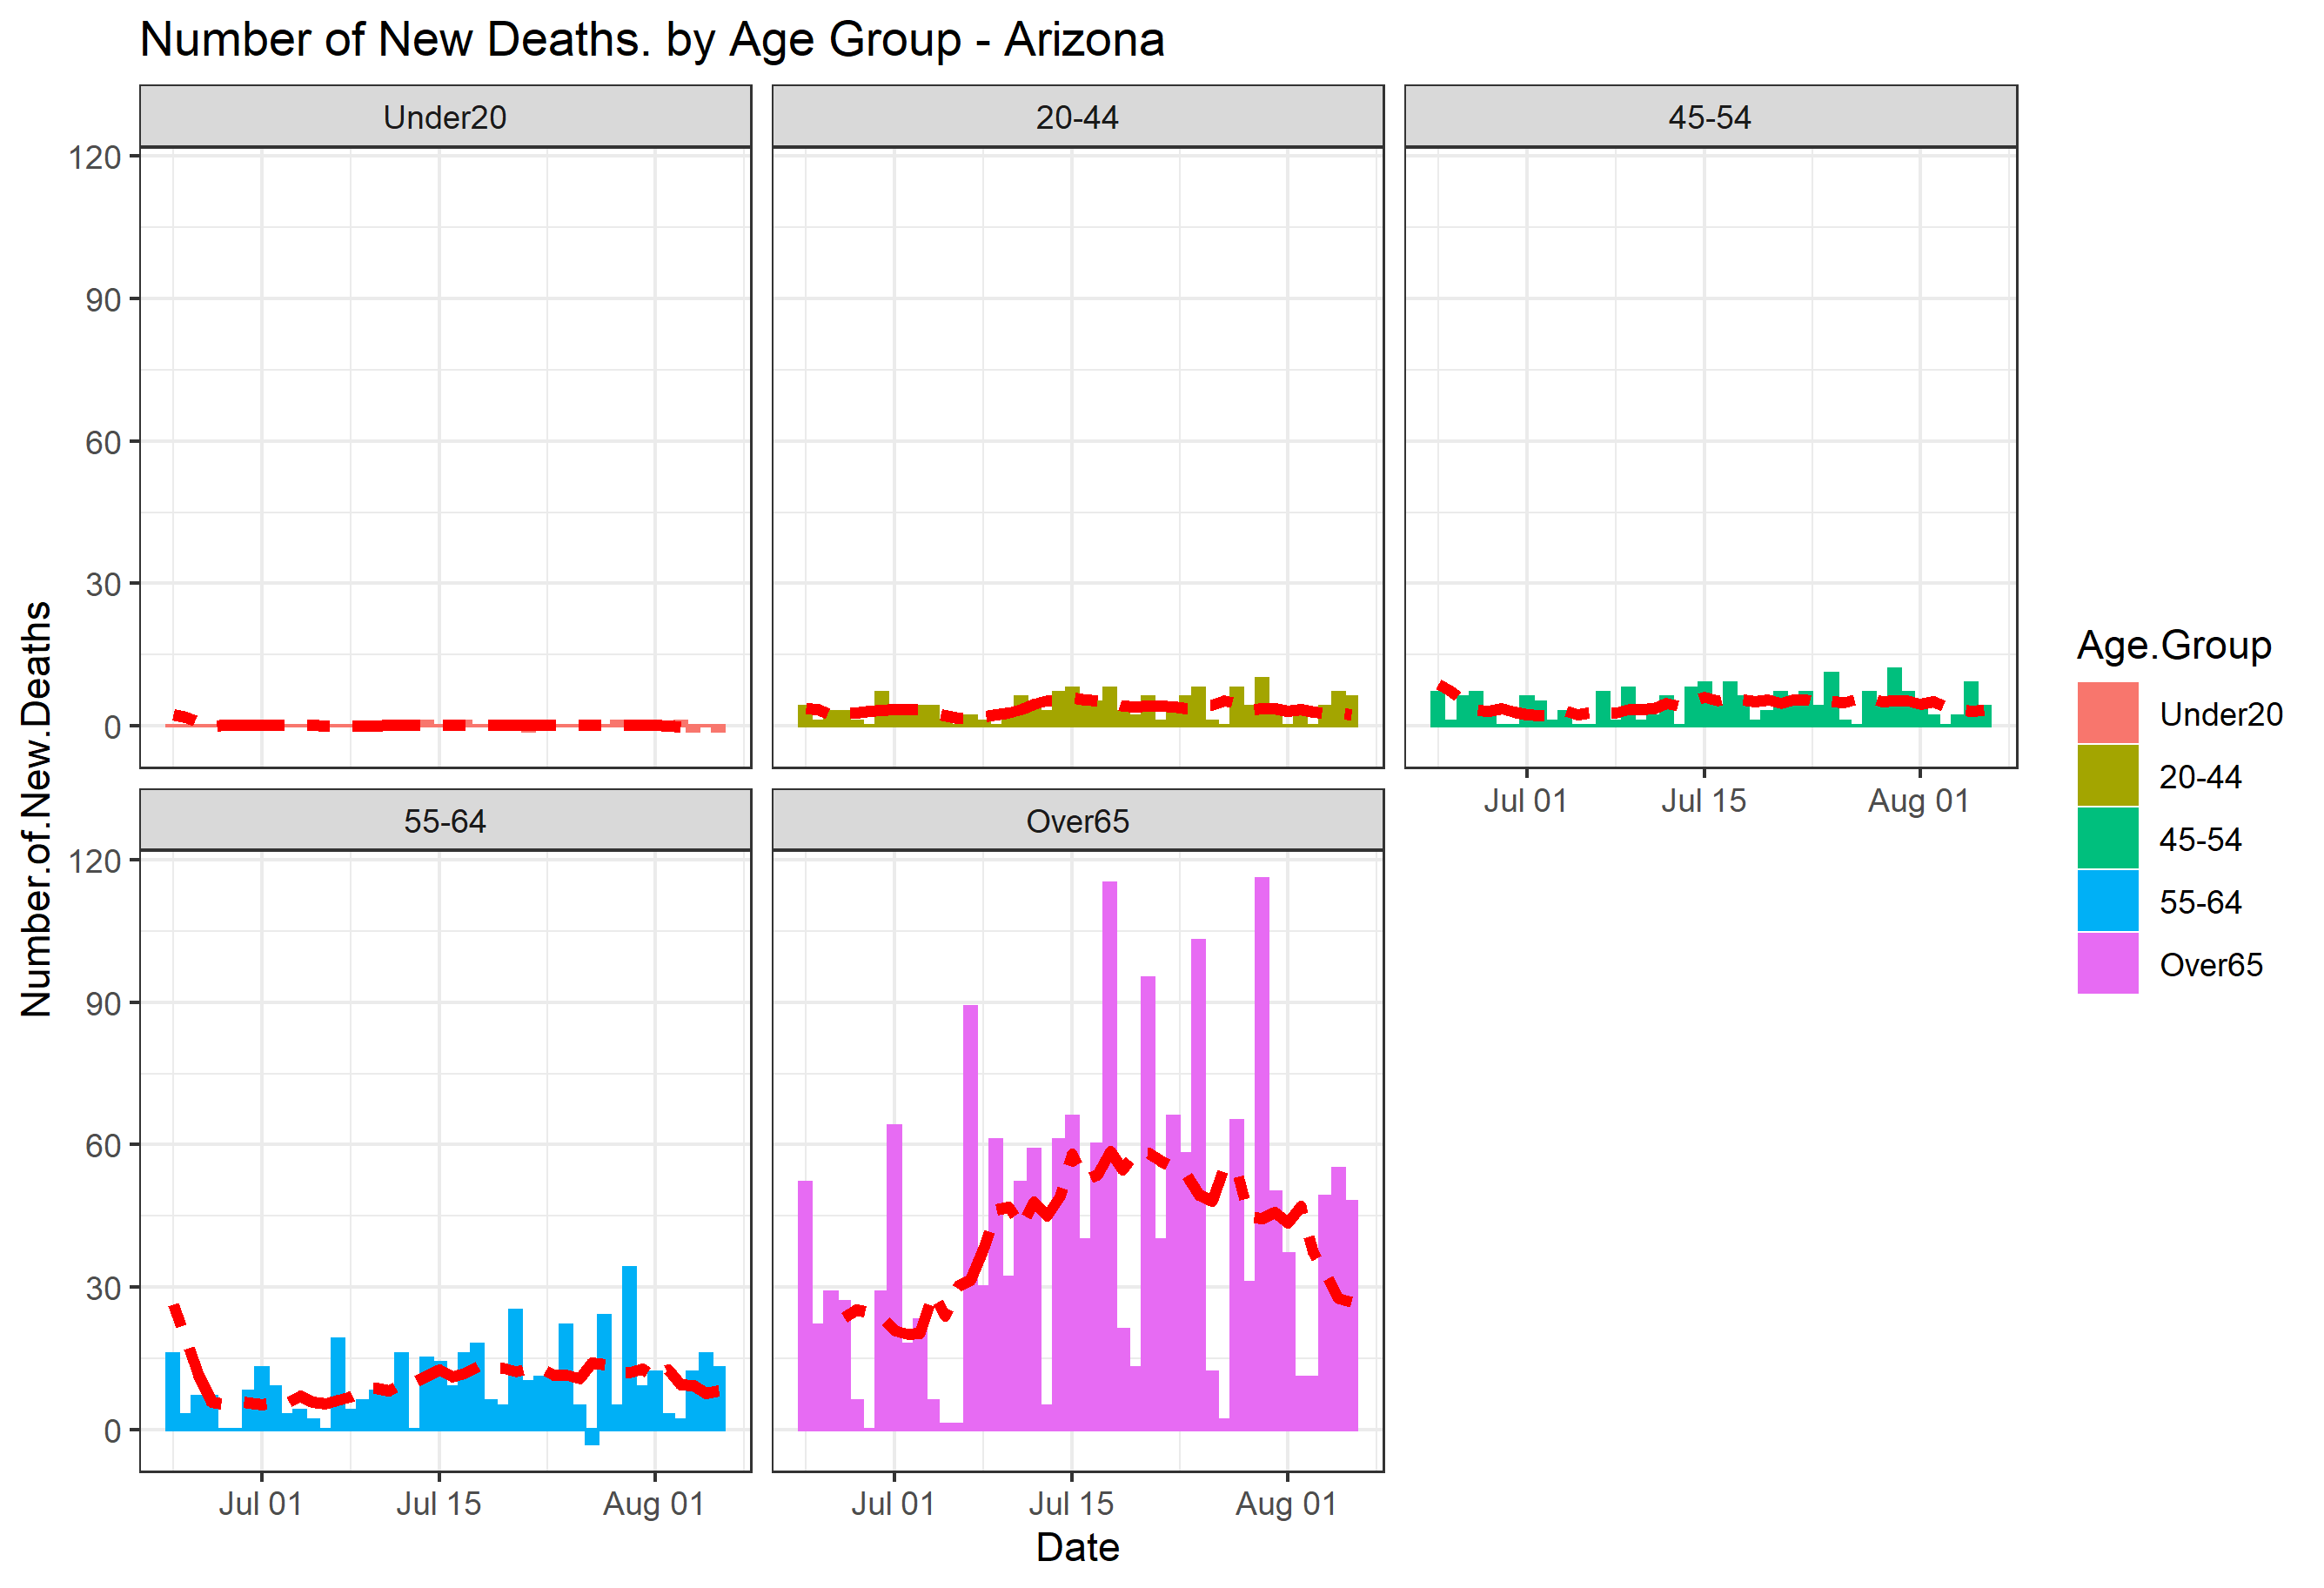 Number of New Deaths. by Age Group - Arizona
Under20
20-44
45-54
120
90
60
30
0
Jul 01
Jul 15
Aug 01
55-64
Over65
120
90
60
30
0
Jul 01
Jul 15
Aug 01
Jul 01
Jul 15
Aug 01
Number.of.New.Deaths
Date
Age.Group
Under20
20-44
45-54
55-64
Over65